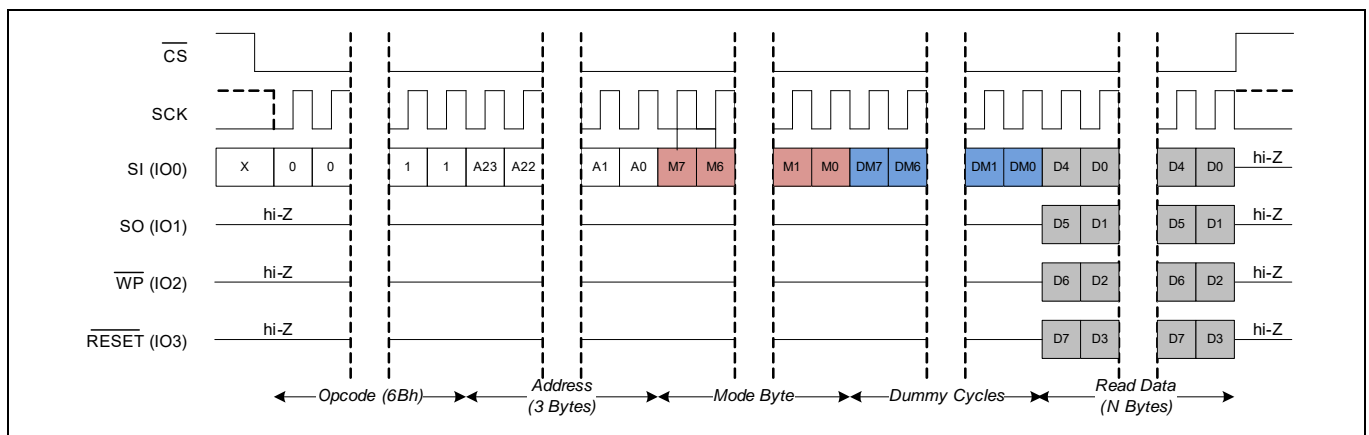 CS
SCK
SI (IO0) X 0 0 1 1 A23 A22 A1 A0 M7 M6 M1 M0 DM7 DM6 DM1 DM0 D4 D0 D4 D0 hi-Z
SO (IO1) hi-Z D5 D1 D5 D1 hi-Z
WP (IO2) hi-Z D6 D2 D6 D2 hi-Z
RESET (IO3) hi-Z D7 D3 D7 D3 hi-Z
Opcode (6Bh) Address (3 Bytes) Mode Byte Dummy Cycles Read Data (N Bytes)